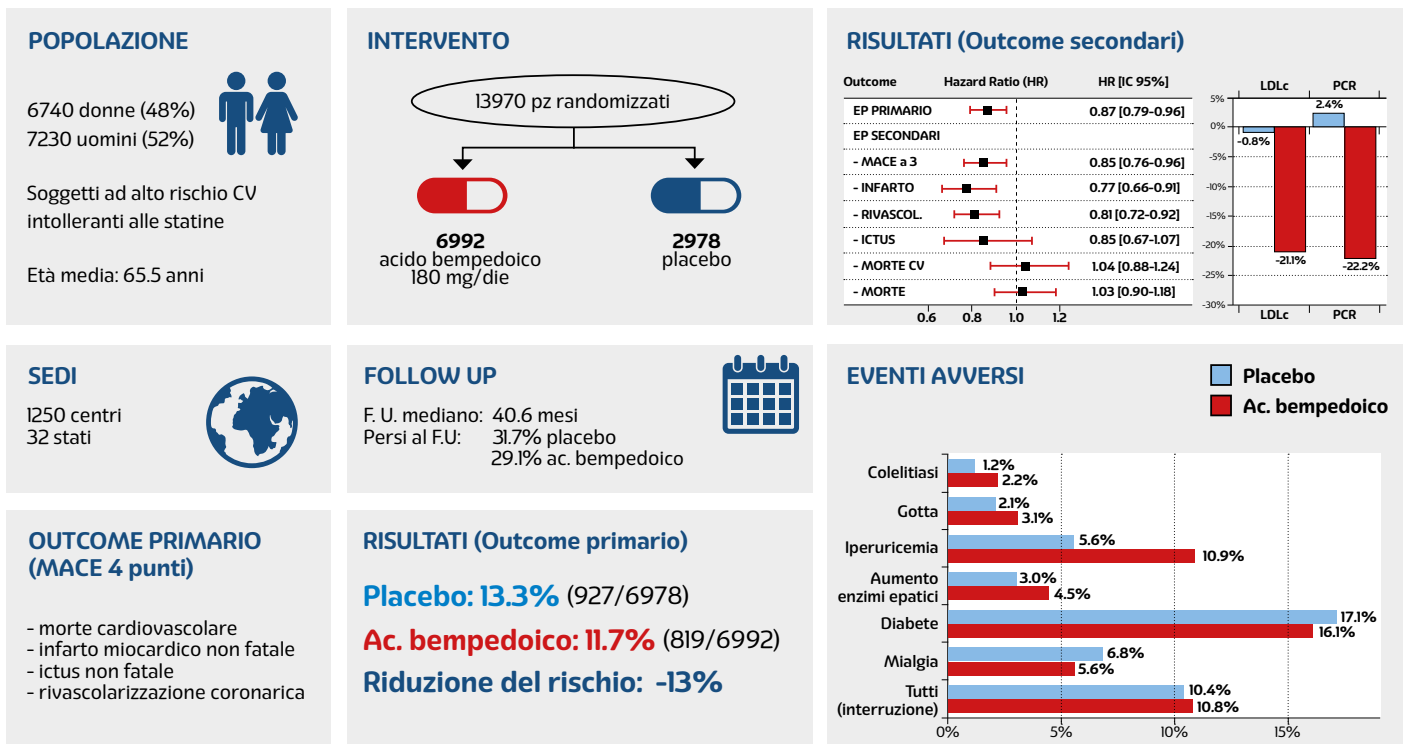 POPOLAZIONE
6740 donne (48%)
7230 uomini (52%)
Soggetti ad alto rischio CV
intolleranti alle statine
Età media: 65.5 anni
INTERVENTO
13970 pz randomizzati
6992
acido bempedoico
180 mg/die
2978
placebo
RISULTATI (Outcome secondari)
Outcome Hazard Ratio (HR) HR [IC 95%]
EP PRIMARIO 0.87 [0.79-0.96]
EP SECONDARI
- MACE a 3 0.85 [0.76-0.96]
- INFARTO 0.77 [0.66-0.91]
- RIVASCOL. 0.81 [0.72-0.92]
- ICTUS 0.85 [0.67-1.07]
- MORTE CV 1.04 [0.88-1.24]
- MORTE 1.03 [0.90-1.18]
0.6 0.8 1.0 1.2
LDLc PCR
5%
2.4%
0%
-0.8%
-5%
-10%
-15%
-20%
-21.1% -22.2%
-25%
-30%
LDLc PCR
SEDI
1250 centri
32 stati
FOLLOW UP
F. U. mediano: 40.6 mesi
Persi al F.U: 31.7% placebo
29.1% ac. bempedoico
OUTCOME PRIMARIO
(MACE 4 punti)
- morte cardiovascolare
- infarto miocardico non fatale
- ictus non fatale
- rivascolarizzazione coronarica
RISULTATI (Outcome primario)
Placebo: 13.3% (927/6978)
Ac. bempedoico: 11.7% (819/6992)
Riduzione del rischio: -13%
EVENTI AVVERSI
Placebo
Ac. bempedoico
Colelitiasi
1.2%
2.2%
Gotta
2.1%
3.1%
Iperuricemia
5.6%
10.9%
Aumento
enzimi epatici
3.0%
4.5%
Diabete
17.1%
16.1%
Mialgia
6.8%
5.6%
Tutti
(interruzione)
10.4%
10.8%
0% 5% 10% 15%